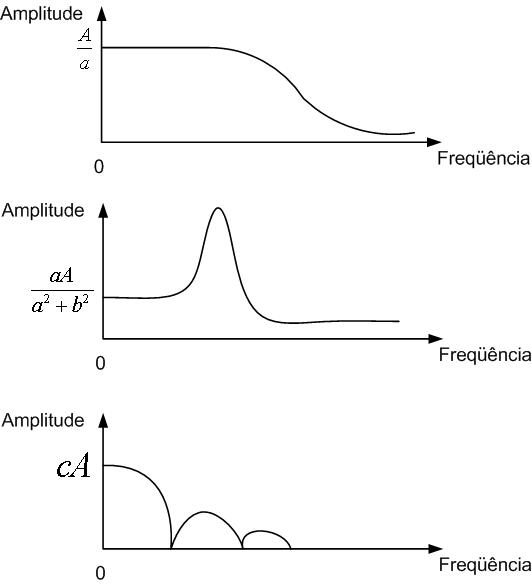 Amplitude
A
a
0
Freqüência
Amplitude
aA
a² + b²
0
Freqüência
Amplitude
cA
0
Freqüência